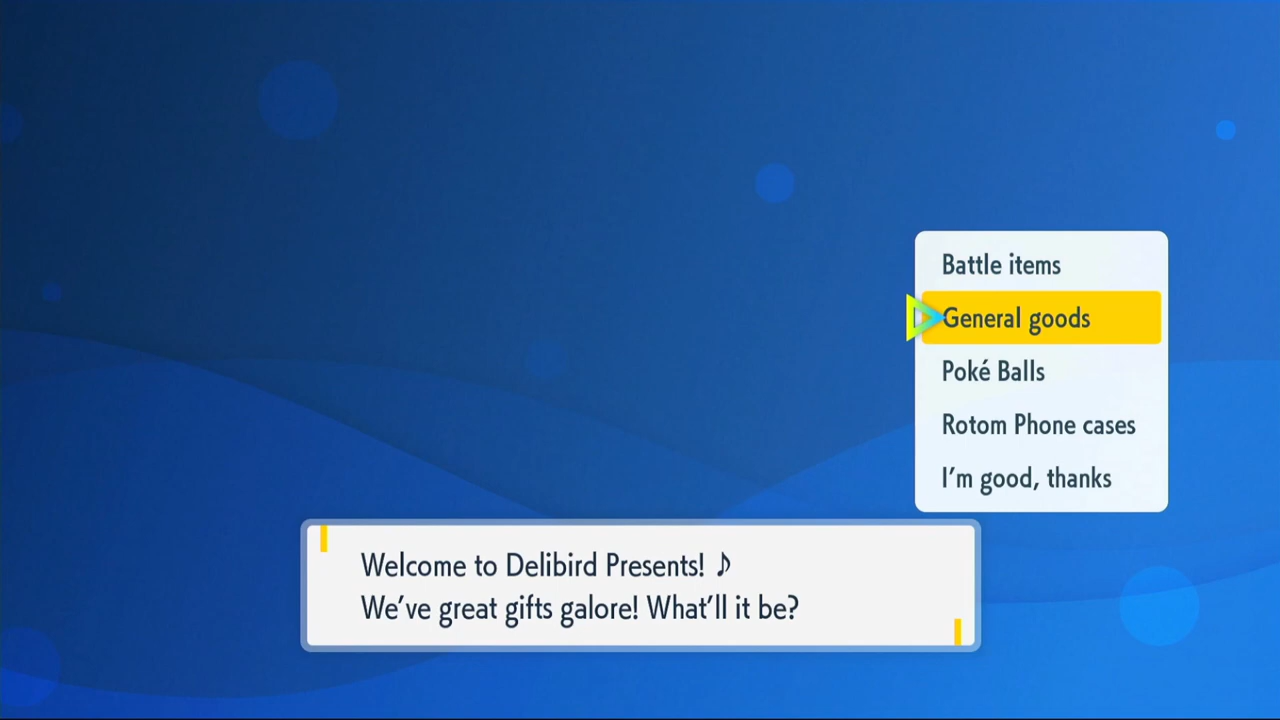 Battle items
General goods
Poké Balls
Rotom Phone cases
I'm good, thanks
Welcome to Delibird Presents! ♪
We've great gifts galore! What'll it be?